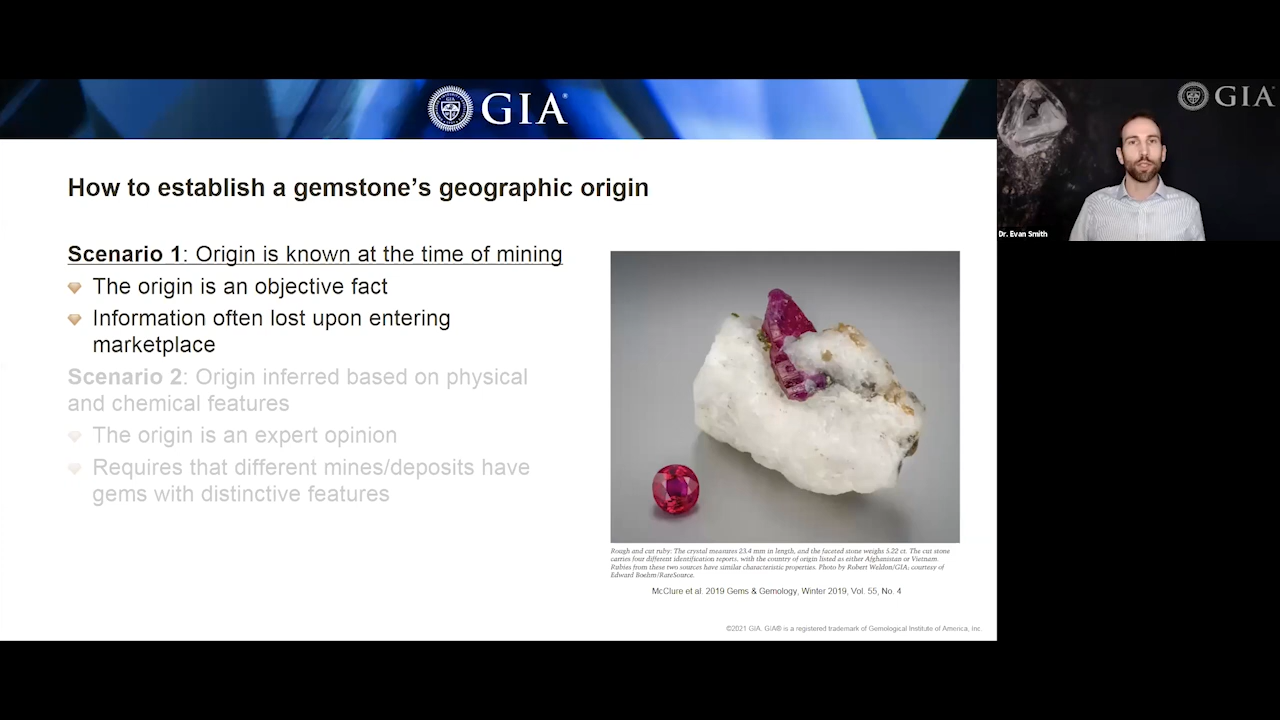 GIA®
GIA
Dr. Evan Smith
How to establish a gemstone’s geographic origin
Scenario 1: Origin is known at the time of mining
The origin is an objective fact
Information often lost upon entering
marketplace
Scenario 2: Origin inferred based on physical
and chemical features
The origin is an expert opinion
Requires that different mines/deposits have
gems with distinctive features
Rough and cut ruby: The crystal measures 23.4 mm in length, and the faceted stone weighs 5.22 ct. The cut stone
carries four different identification reports, with the country of origin listed as either Afghanistan or Vietnam.
Rubies from these two sources have similar characteristic properties. Photo by Robert Weldon/GIA; courtesy of
Edward Boehm/RareSource.
McClure et al. 2019 Gems & Gemology, Winter 2019, Vol. 55, No. 4
©2021 GIA. GIA® is a registered trademark of Gemological Institute of America, Inc